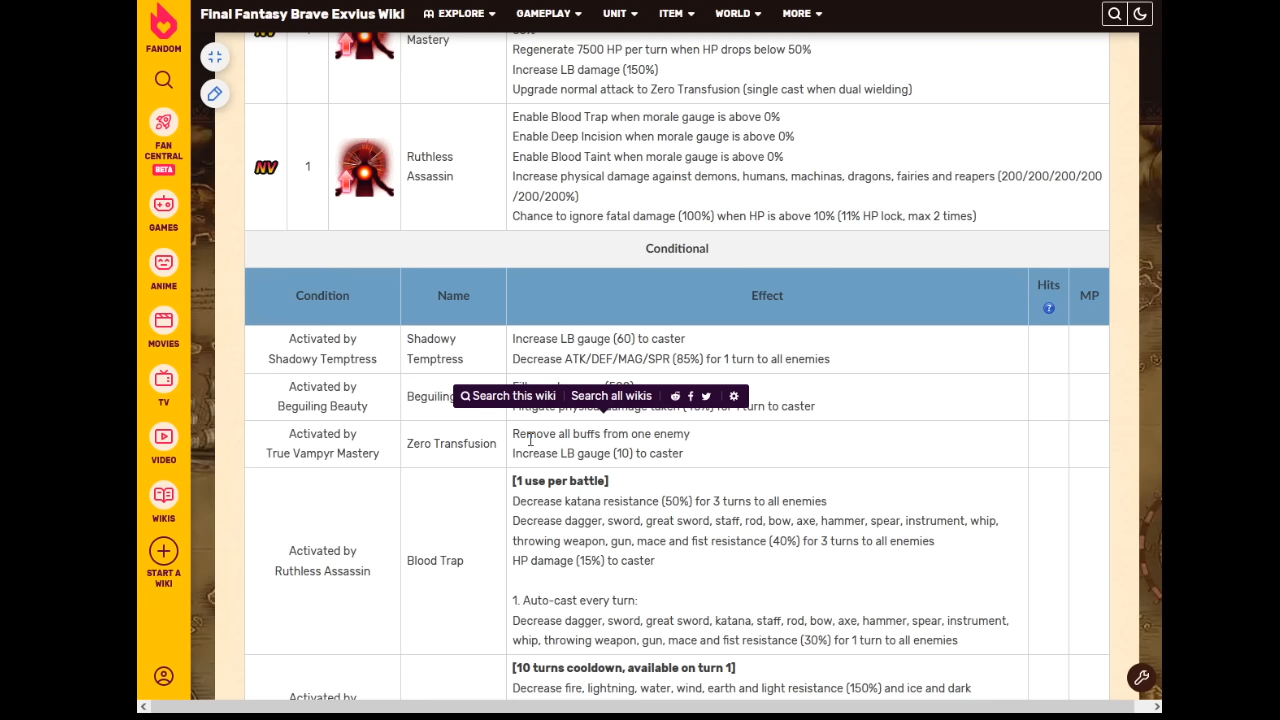 Final Fantasy Brave Exvius Wiki
EXPLORE
GAMEPLAY
UNIT
ITEM
WORLD
MORE
FANDOM
FAN CENTRAL
BETA
GAMES
ANIME
MOVIES
TV
VIDEO
WIKIS
START A WIKI
Mastery
Regenerate 7500 HP per turn when HP drops below 50%
Increase LB damage (150%)
Upgrade normal attack to Zero Transfusion (single cast when dual wielding)
NV
1
Ruthless
Assassin
Enable Blood Trap when morale gauge is above 0%
Enable Deep Incision when morale gauge is above 0%
Enable Blood Taint when morale gauge is above 0%
Increase physical damage against demons, humans, machinas, dragons, fairies and reapers (200/200/200/200
/200/200%)
Chance to ignore fatal damage (100%) when HP is above 10% (11% HP lock, max 2 times)
Conditional
Condition
Name
Effect
Hits
?
MP
Activated by
Shadowy Temptress
Shadowy
Temptress
Increase LB gauge (60) to caster
Decrease ATK/DEF/MAG/SPR (85%) for 1 turn to all enemies
Activated by
Beguiling Beauty
Beguiling
Search this wiki
Search all wikis
turn to caster
Activated by
True Vampyr Mastery
Zero Transfusion
Remove all buffs from one enemy
Increase LB gauge (10) to caster
Activated by
Ruthless Assassin
Blood Trap
[1 use per battle]
Decrease katana resistance (50%) for 3 turns to all enemies
Decrease dagger, sword, great sword, staff, rod, bow, axe, hammer, spear, instrument, whip,
throwing weapon, gun, mace and fist resistance (40%) for 3 turns to all enemies
HP damage (15%) to caster
1. Auto-cast every turn:
Decrease dagger, sword, great sword, katana, staff, rod, bow, axe, hammer, spear, instrument,
whip, throwing weapon, gun, mace and fist resistance (30%) for 1 turn to all enemies
Activated by
[10 turns cooldown, available on turn 1]
Decrease fire, lightning, water, wind, earth and light resistance (150%) and ice and dark